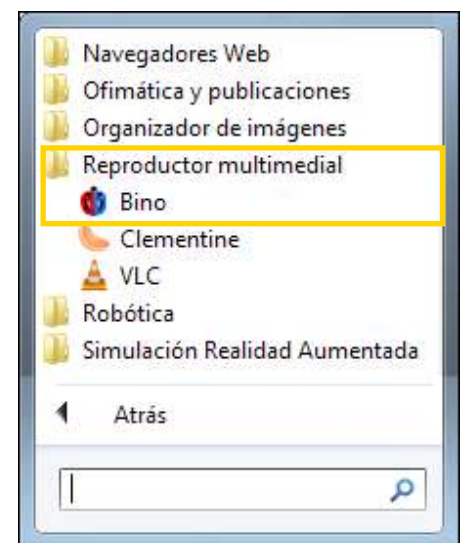 Navegadores Web
Ofimática y publicaciones
Organizador de imágenes
Reproductor multimedial
Bino
Clementine
VLC
Robótica
Simulación Realidad Aumentada
Atrás